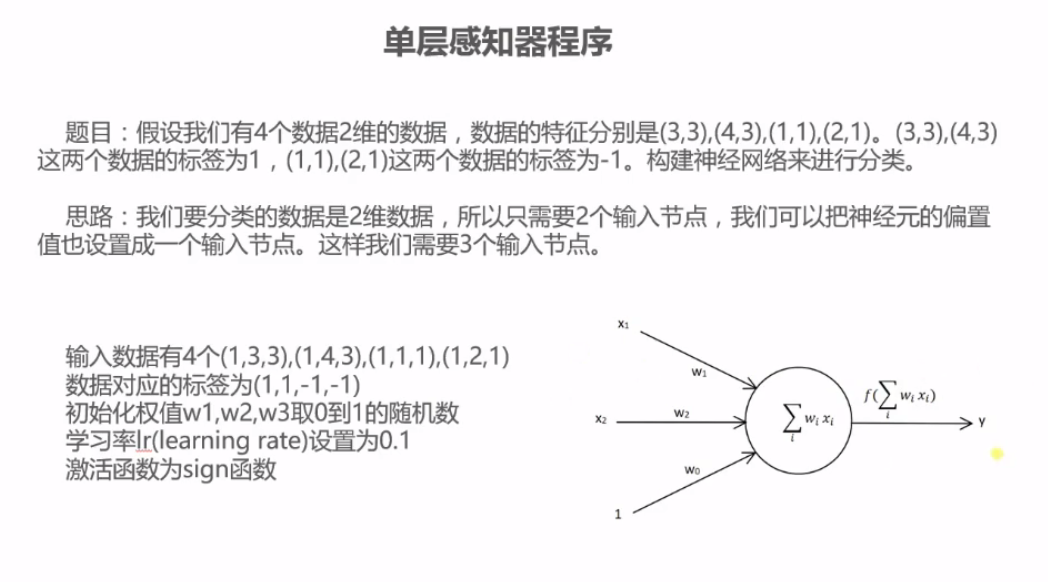 单层感知器程序
题目：假设我们有4个数据2维的数据，数据的特征分别是(3,3),(4,3),(1,1),(2,1)。(3,3),(4,3)
这两个数据的标签为1，(1,1),(2,1)这两个数据的标签为-1。构建神经网络来进行分类。
思路：我们要分类的数据是2维数据，所以只需要2个输入节点，我们可以把神经元的偏置
值也设置成一个输入节点。这样我们需要3个输入节点。
输入数据有4个(1,3,3),(1,4,3),(1,1,1),(1,2,1)
数据对应的标签为(1,1,-1,-1)
初始化权值w1,w2,w3取0到1的随机数
学习率lr(learning rate)设置为0.1
激活函数为sign函数
x₁
w₁
x₂
w₂
w₀
1
∑ᵢ wᵢ xᵢ
f(∑ᵢ wᵢ xᵢ)
y